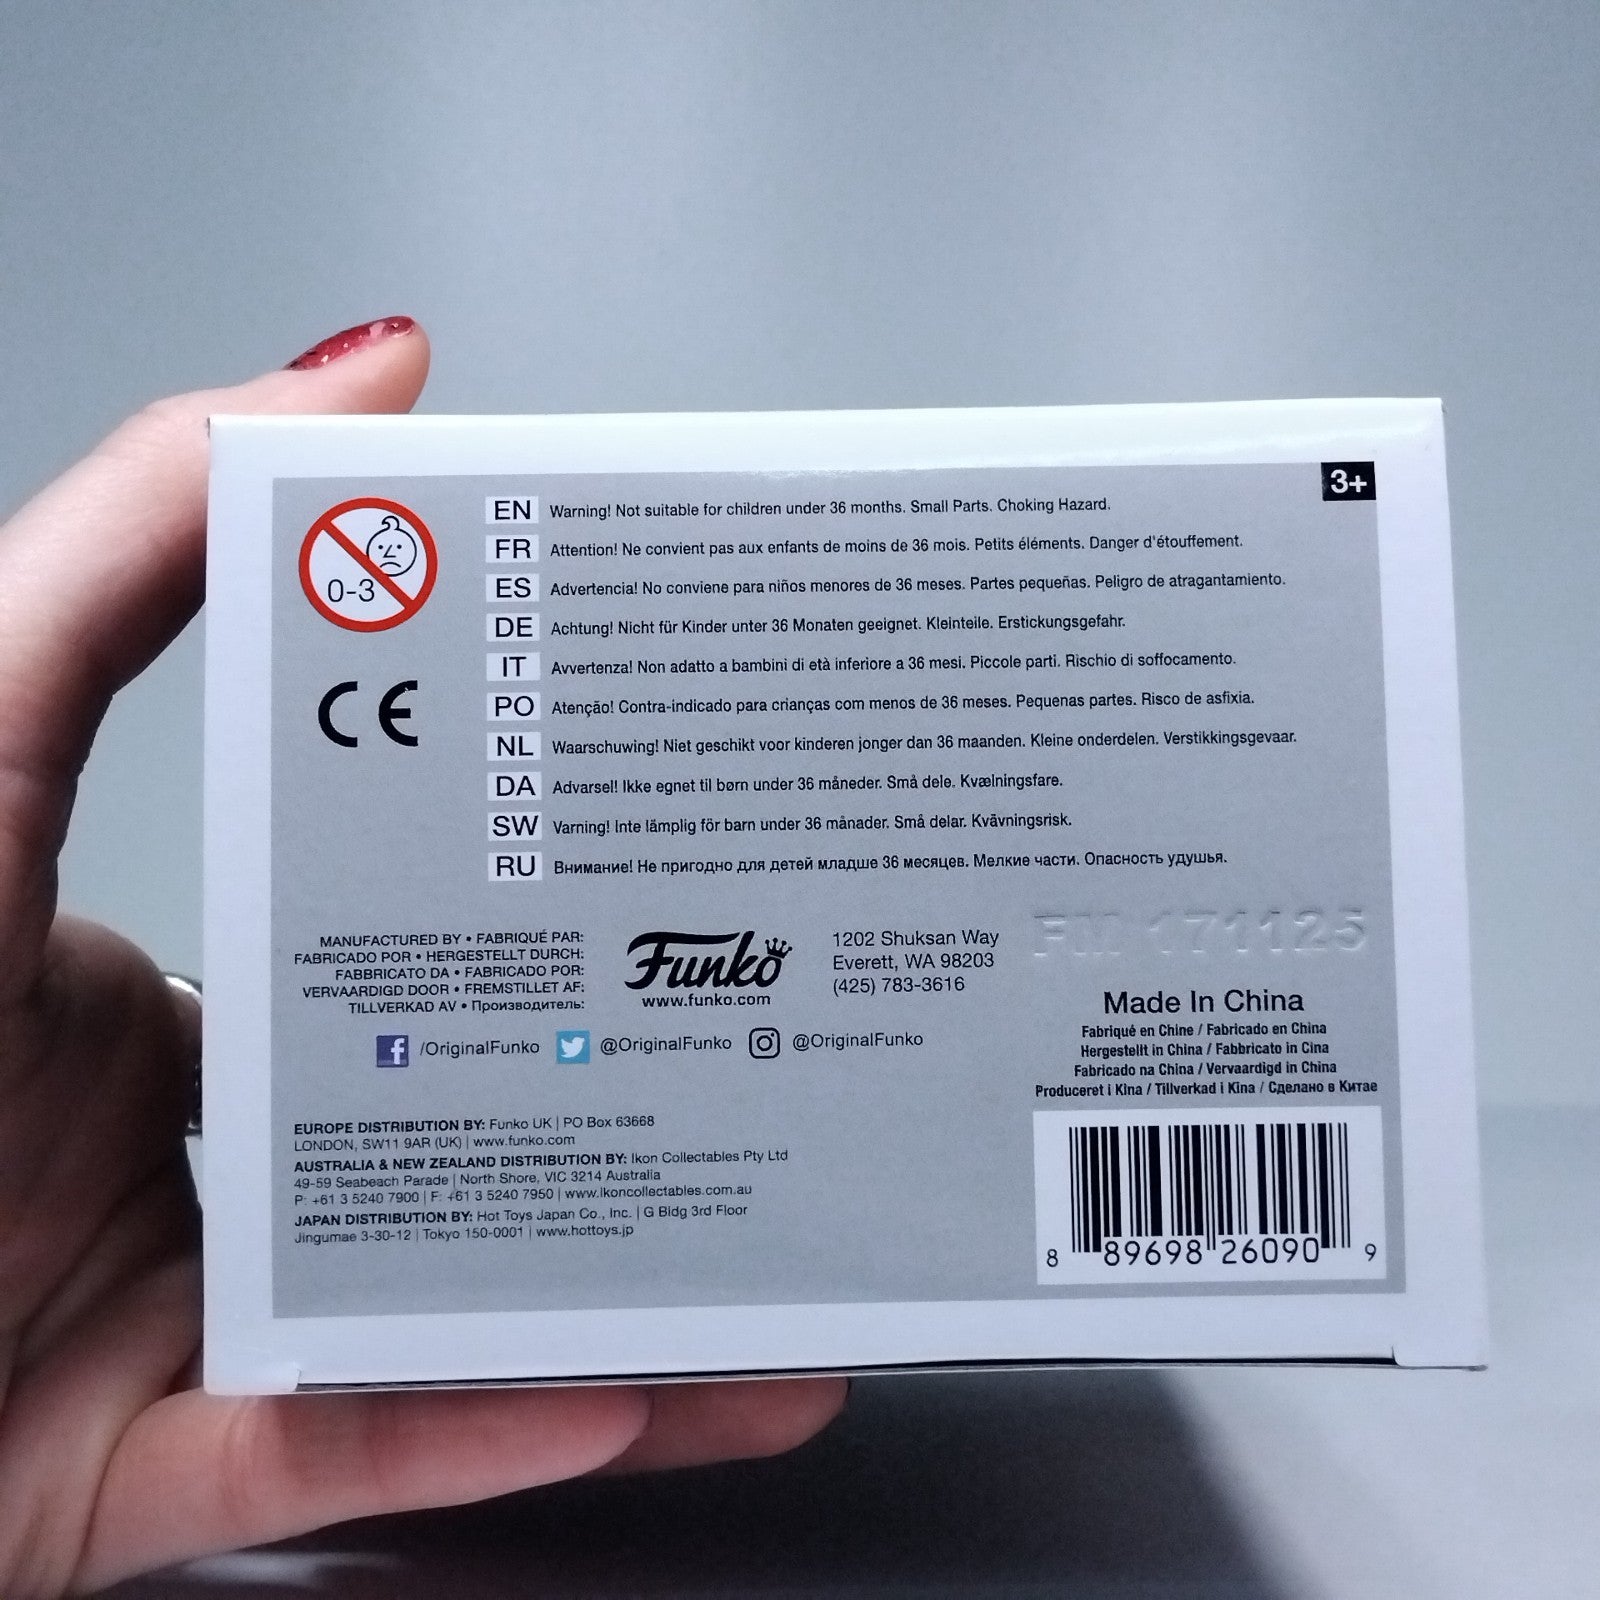 3+
0-3
EN Warning! Not suitable for children under 36 months. Small Parts. Choking Hazard.
FR Attention! Ne convient pas aux enfants de moins de 36 mois. Petits éléments. Danger d'étouffement.
ES Advertencia! No conviene para niños menores de 36 meses. Partes pequeñas. Peligro de atragantamiento.
DE Achtung! Nicht für Kinder unter 36 Monaten geeignet. Kleinteile. Erstickungsgefahr.
IT Avvertenza! Non adatto a bambini di età inferiore a 36 mesi. Piccole parti. Rischio di soffocamento.
PO Atenção! Contra-indicado para crianças com menos de 36 meses. Pequenas partes. Risco de asfixia.
NL Waarschuwing! Niet geschikt voor kinderen jonger dan 36 maanden. Kleine onderdelen. Verstikkingsgevaar.
DA Advarsel! Ikke egnet til børn under 36 måneder. Små dele. Kvælningsfare.
SW Varning! Inte lämplig för barn under 36 månader. Små delar. Kvävningsrisk.
RU Внимание! Не пригодно для детей младше 36 месяцев. Мелкие части. Опасность удушья.
CE
MANUFACTURED BY • FABRIQUÉ PAR:
FABRICADO POR • HERGESTELLT DURCH:
FABBRICATO DA • FABRICADO POR:
VERVAARDIGD DOOR • FREMSTILLET AF:
TILLVERKAD AV • Производитель:
Funko
www.funko.com
1202 Shuksan Way
Everett, WA 98203
(425) 783-3616
FM 171125
/OriginalFunko @OriginalFunko @OriginalFunko
Made In China
Fabriqué en Chine / Fabricado en China
Hergestellt in China / Fabbricato in Cina
Fabricado na China / Vervaardigd in China
Produceret i Kina / Tillverkad i Kina / Сделано в Китае
EUROPE DISTRIBUTION BY: Funko UK | PO Box 63668
LONDON, SW11 9AR (UK) | www.funko.com
AUSTRALIA & NEW ZEALAND DISTRIBUTION BY: Ikon Collectables Pty Ltd
49-59 Seabeach Parade | North Shore, VIC 3214 Australia
P: +61 3 5240 7900 | F: +61 3 5240 7950 | www.ikoncollectables.com.au
JAPAN DISTRIBUTION BY: Hot Toys Japan Co., Inc. | G Bldg 3rd Floor
Jingumae 3-30-12 | Tokyo 150-0001 | www.hottoys.jp
8 89698 26090 9